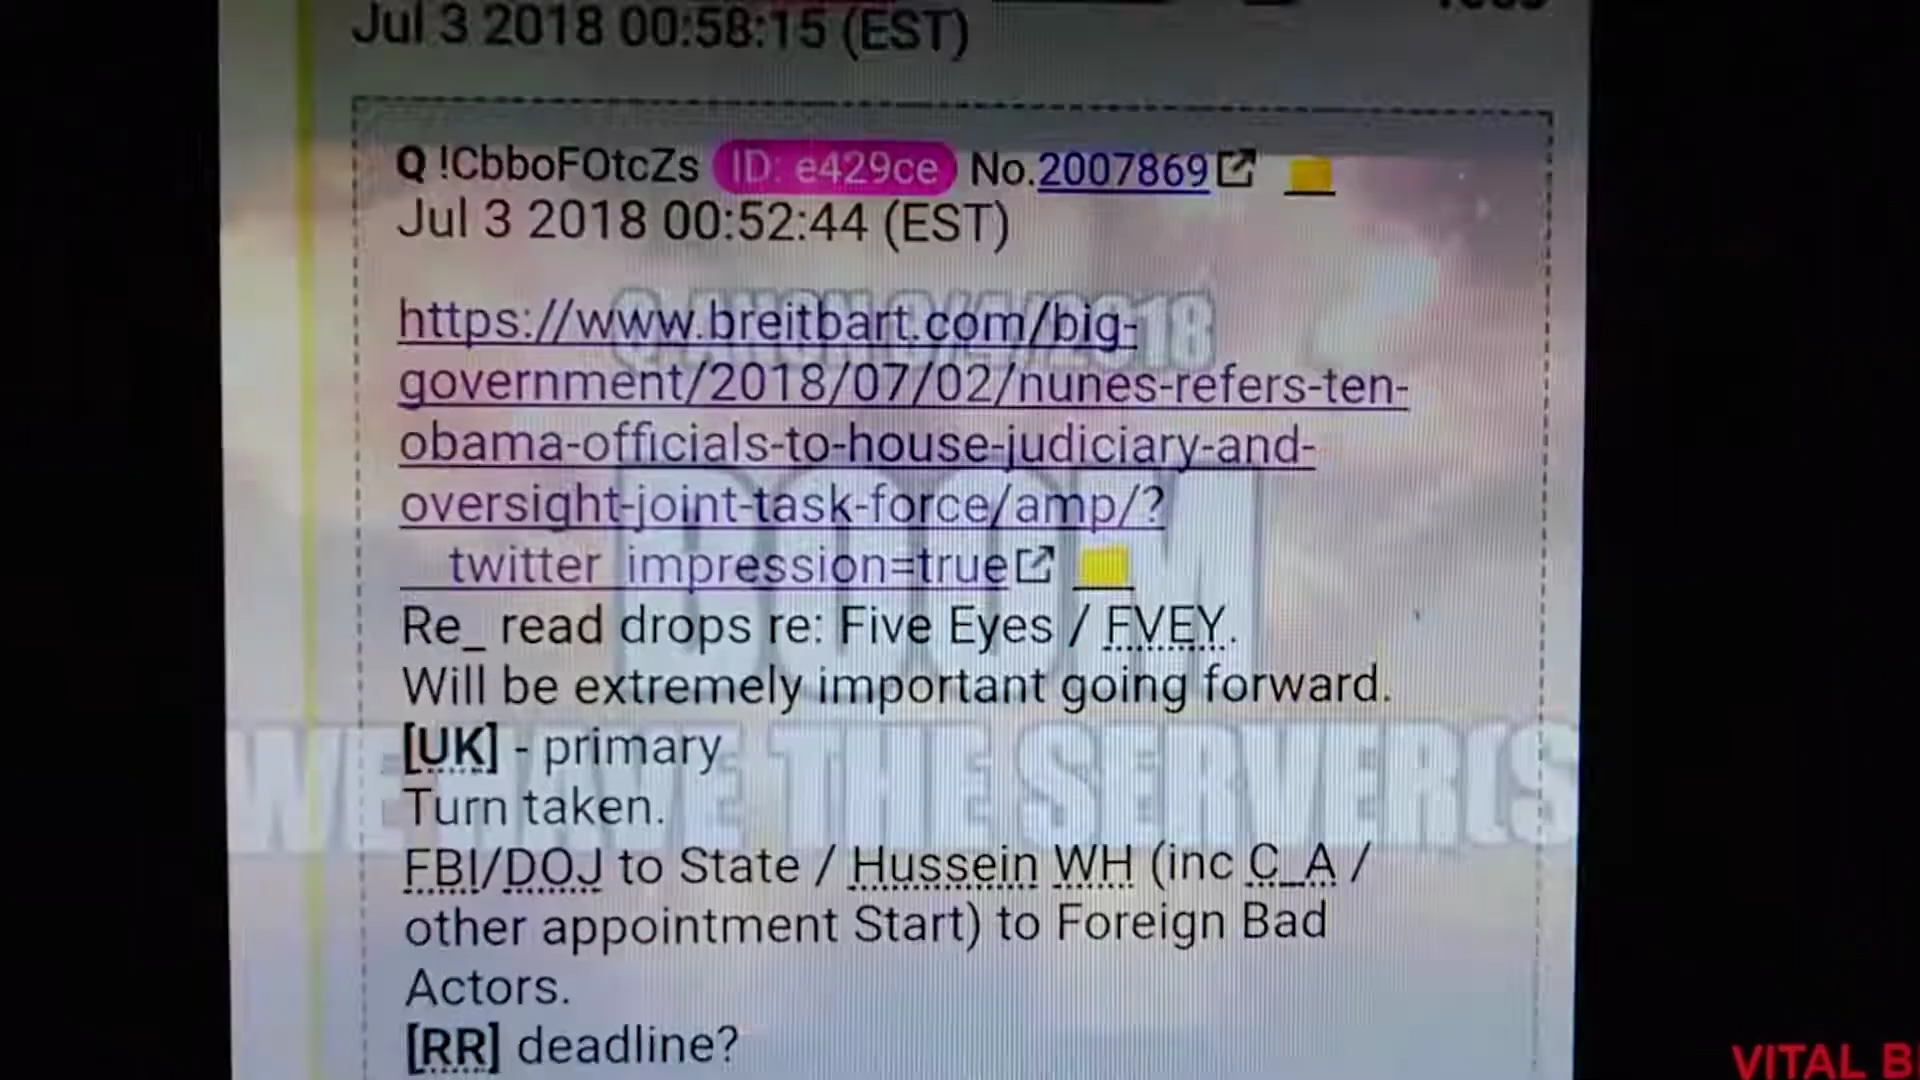 Jul 3 2018 00:58:15 (EST)
Q !CbboFOtcZs ID: e429ce No.2007869
Jul 3 2018 00:52:44 (EST)
https://www.breitbart.com/big-
government/2018/07/02/nunes-refers-ten-
obama-officials-to-house-judiciary-and-
oversight-joint-task-force/amp/?
__twitter_impression=true
Re_ read drops re: Five Eyes / FVEY.
Will be extremely important going forward.
[UK] - primary
Turn taken.
FBI/DOJ to State / Hussein WH (inc C_A /
other appointment Start) to Foreign Bad
Actors.
[RR] deadline?
DOOM
WE HAVE THE SERVER[S
VITAL